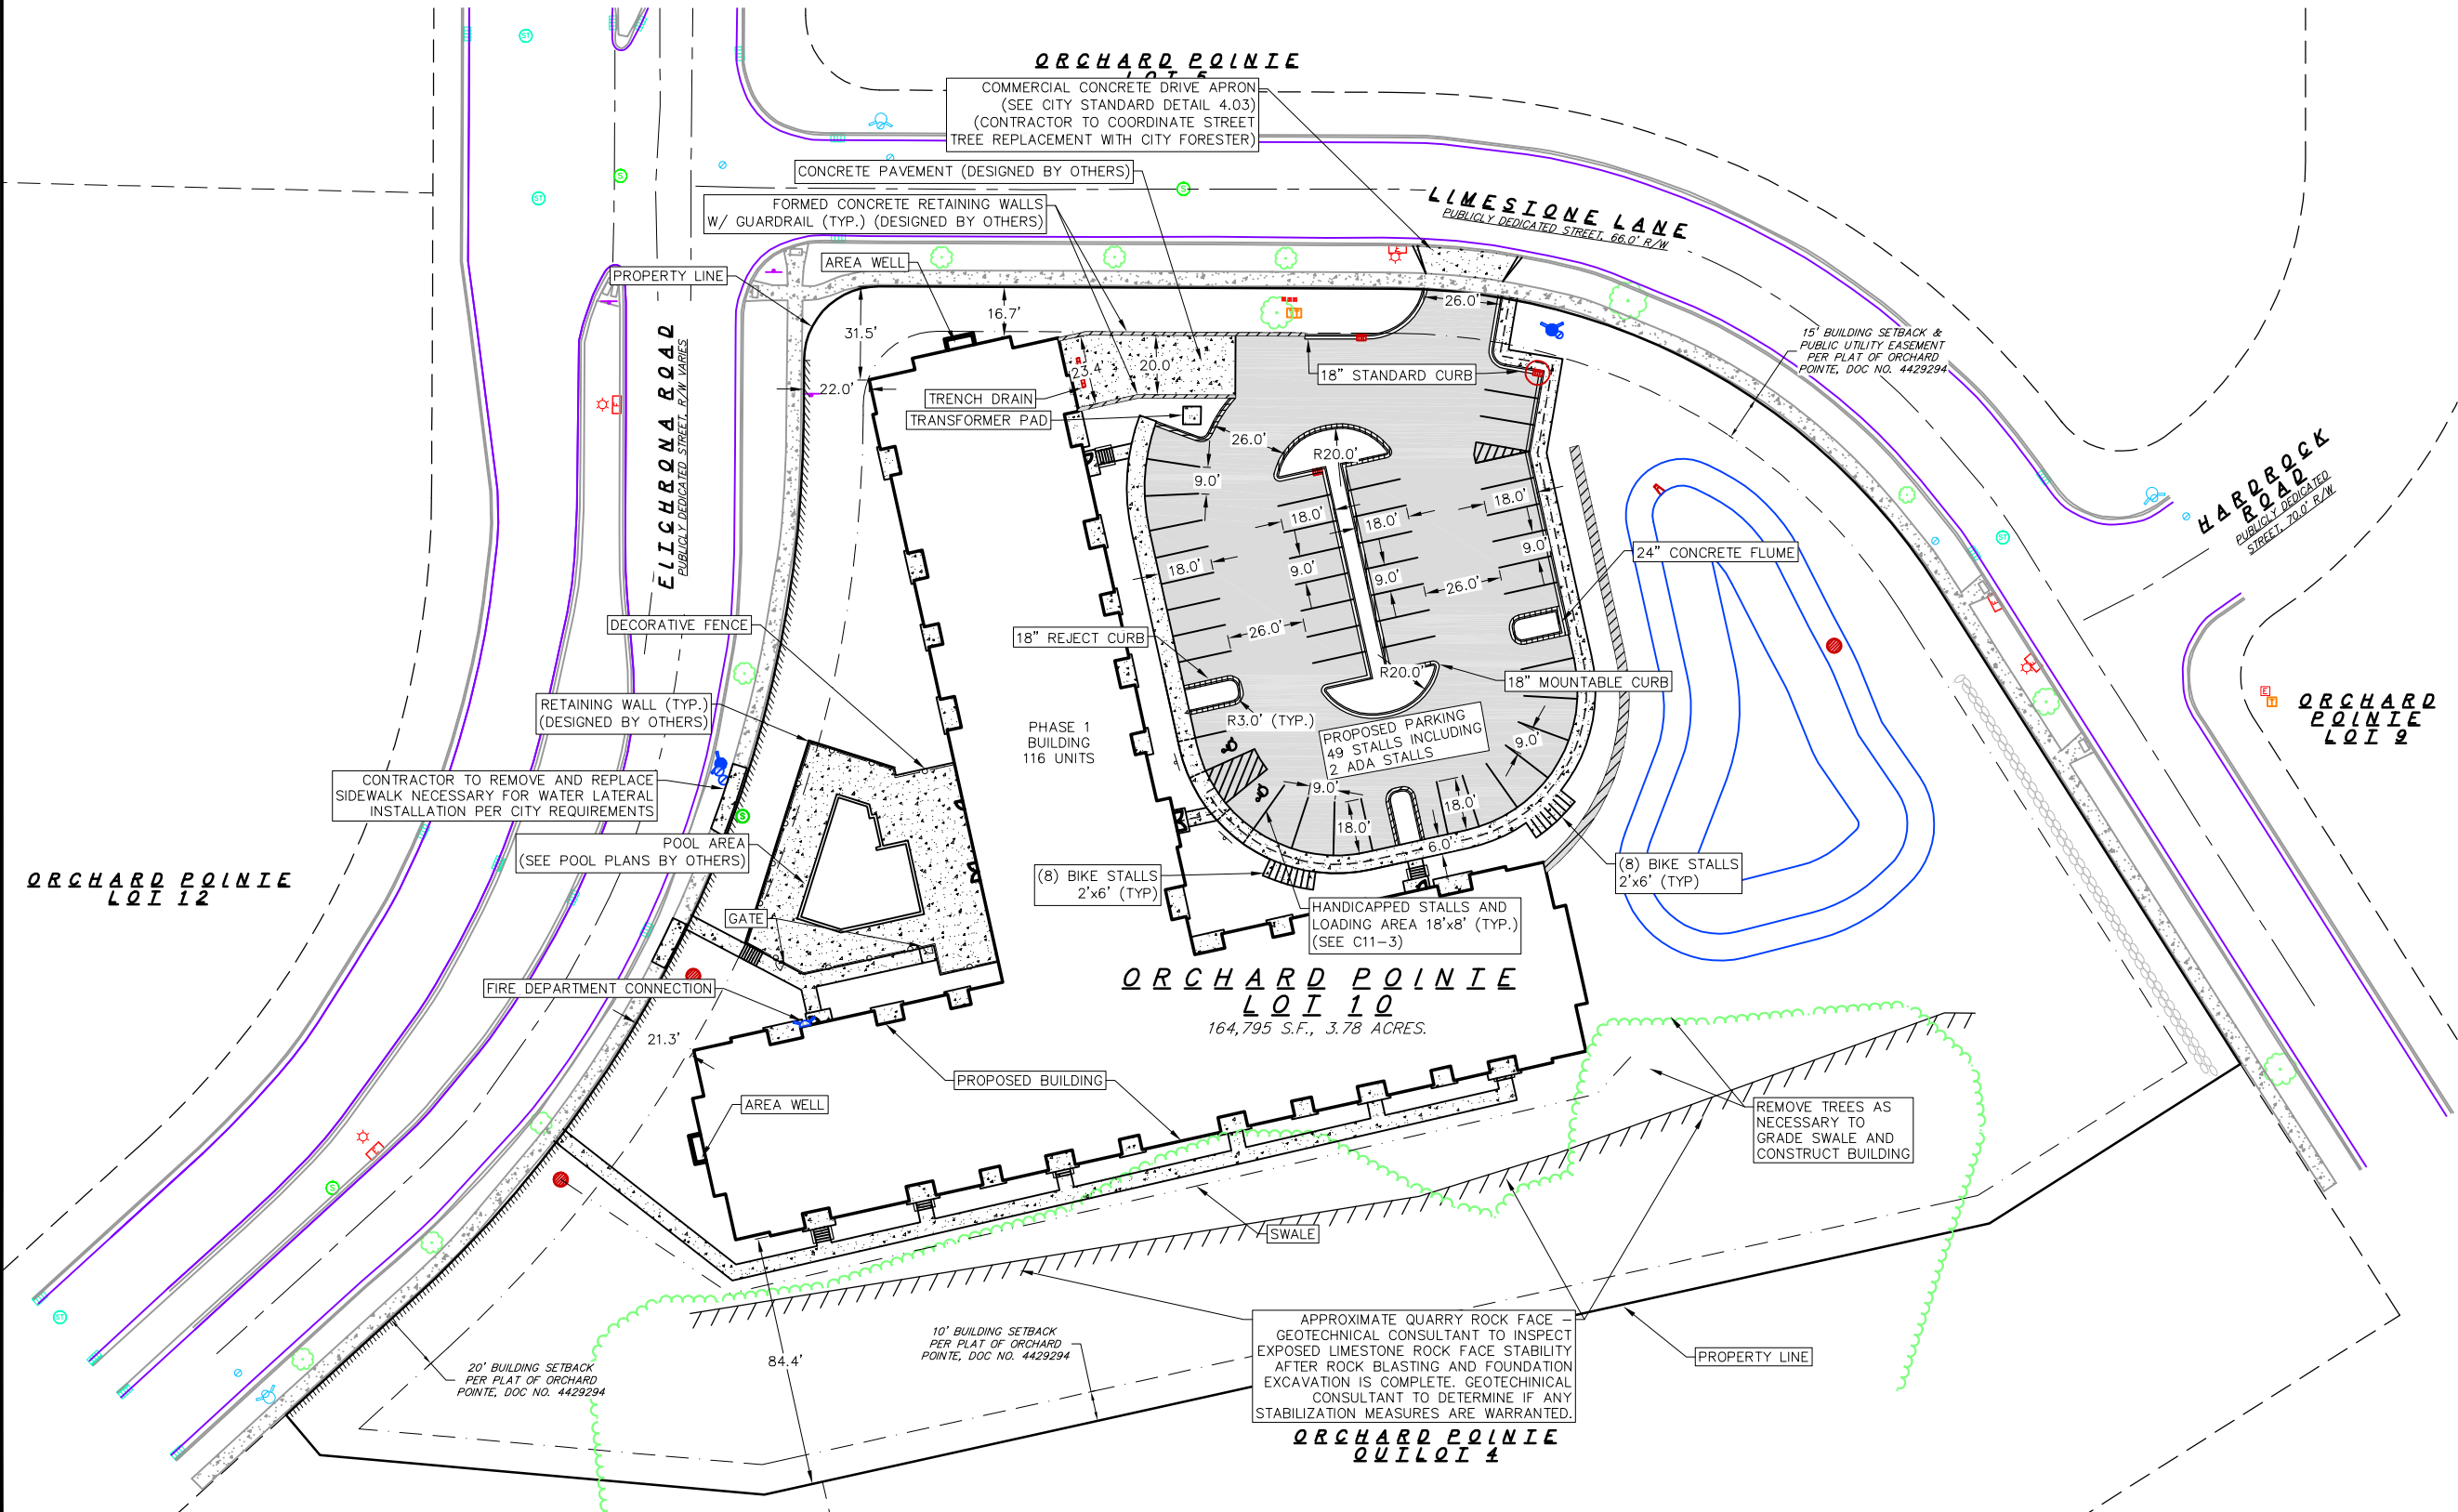 ORCHARD POINTE
COMMERCIAL CONCRETE DRIVE APRON
(SEE CITY STANDARD DETAIL 4.03)
(CONTRACTOR TO COORDINATE STREET
TREE REPLACEMENT WITH CITY FORESTER)
CONCRETE PAVEMENT (DESIGNED BY OTHERS)
FORMED CONCRETE RETAINING WALLS
W/ GUARDRAIL (TYP.) (DESIGNED BY OTHERS)
LIMESTONE LANE
PUBLICLY DEDICATED STREET, 66.0' R/W
AREA WELL
PROPERTY LINE
31.5'
16.7'
26.0'
22.0'
23.4'
20.0'
15' BUILDING SETBACK &
PUBLIC UTILITY EASEMENT
PER PLAT OF ORCHARD
POINTE, DOC NO. 4429294
18" STANDARD CURB
TRENCH DRAIN
TRANSFORMER PAD
ELICHRONA ROAD
PUBLICLY DEDICATED STREET, R/W VARIES
26.0'
R20.0'
9.0'
18.0'
18.0'
18.0'
HARDROCK
ROAD
PUBLICLY DEDICATED
STREET, 70.0' R/W
24" CONCRETE FLUME
9.0'
18.0'
9.0'
9.0'
26.0'
26.0'
DECORATIVE FENCE
18" REJECT CURB
R20.0'
18" MOUNTABLE CURB
RETAINING WALL (TYP.)
(DESIGNED BY OTHERS)
R3.0' (TYP.)
PHASE 1
BUILDING
116 UNITS
PROPOSED PARKING
49 STALLS INCLUDING
2 ADA STALLS
9.0'
ORCHARD
POINTE
LOT 9
CONTRACTOR TO REMOVE AND REPLACE
SIDEWALK NECESSARY FOR WATER LATERAL
INSTALLATION PER CITY REQUIREMENTS
9.0'
18.0'
18.0'
6.0'
POOL AREA
(SEE POOL PLANS BY OTHERS)
(8) BIKE STALLS
2'x6' (TYP)
(8) BIKE STALLS
2'x6' (TYP)
ORCHARD POINTE
LOT 12
GATE
HANDICAPPED STALLS AND
LOADING AREA 18'x8' (TYP.)
(SEE C11-3)
FIRE DEPARTMENT CONNECTION
ORCHARD POINTE
LOT 10
164,795 S.F., 3.78 ACRES.
21.3'
PROPOSED BUILDING
AREA WELL
REMOVE TREES AS
NECESSARY TO
GRADE SWALE AND
CONSTRUCT BUILDING
SWALE
APPROXIMATE QUARRY ROCK FACE -
GEOTECHNICAL CONSULTANT TO INSPECT
EXPOSED LIMESTONE ROCK FACE STABILITY
AFTER ROCK BLASTING AND FOUNDATION
EXCAVATION IS COMPLETE. GEOTECHNICAL
CONSULTANT TO DETERMINE IF ANY
STABILIZATION MEASURES ARE WARRANTED.
PROPERTY LINE
10' BUILDING SETBACK
PER PLAT OF ORCHARD
POINTE, DOC NO. 4429294
84.4'
20' BUILDING SETBACK
PER PLAT OF ORCHARD
POINTE, DOC NO. 4429294
ORCHARD POINTE
OUTLOT 4